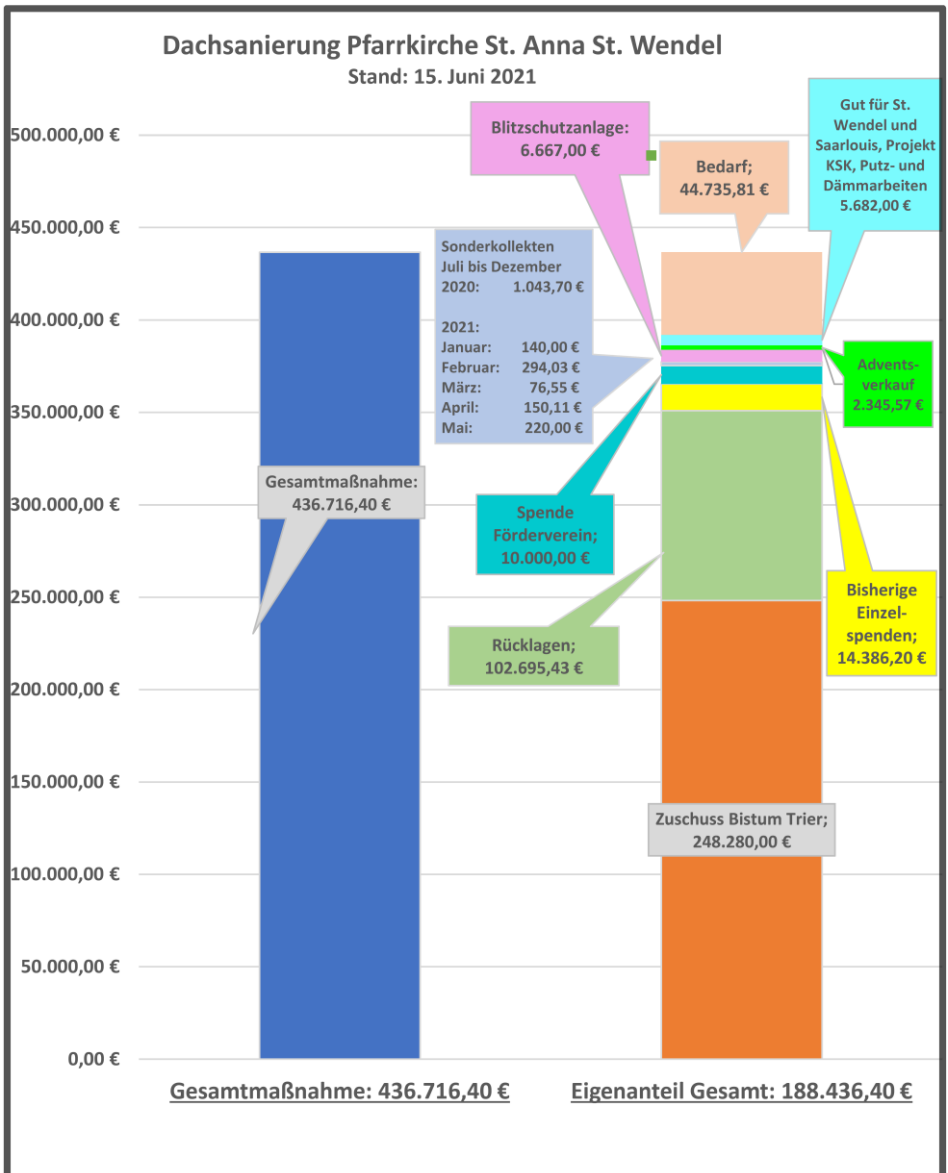 Dachsanierung Pfarrkirche St. Anna St. Wendel
Stand: 15. Juni 2021
500.000,00 €
450.000,00 €
400.000,00 €
350.000,00 €
300.000,00 €
250.000,00 €
200.000,00 €
150.000,00 €
100.000,00 €
50.000,00 €
0,00 €
Gesamtmaßnahme:
436.716,40 €
Blitzschutzanlage:
6.667,00 €
Bedarf;
44.735,81 €
Gut für St.
Wendel und
Saarlouis, Projekt
KSK, Putz- und
Dämmarbeiten
5.682,00 €
Sonderkollekten
Juli bis Dezember
2020: 1.043,70 €
2021:
Januar: 140,00 €
Februar: 294,03 €
März: 76,55 €
April: 150,11 €
Mai: 220,00 €
Advents-
verkauf
2.345,57 €
Spende
Förderverein;
10.000,00 €
Bisherige
Einzel-
spenden;
14.386,20 €
Rücklagen;
102.695,43 €
Zuschuss Bistum Trier;
248.280,00 €
Gesamtmaßnahme: 436.716,40 €
Eigenanteil Gesamt: 188.436,40 €